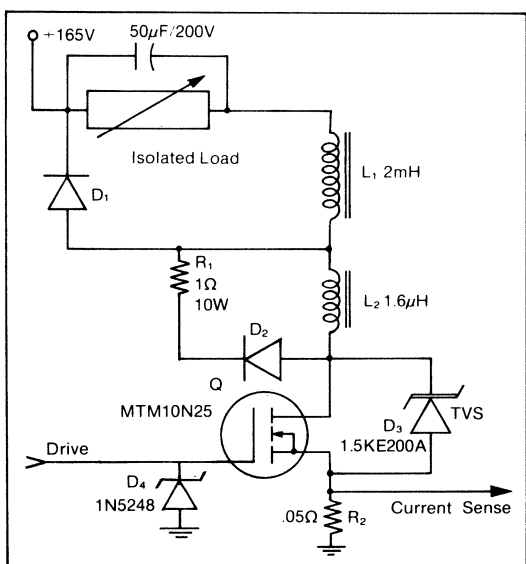 +165V
50µF/200V
Isolated Load
D₁
L₁ 2mH
R₁
1Ω
10W
L₂ 1.6µH
D₂
Q
MTM10N25
D₃
TVS
1.5KE200A
Drive
D₄
1N5248
.05Ω
R₂
Current Sense